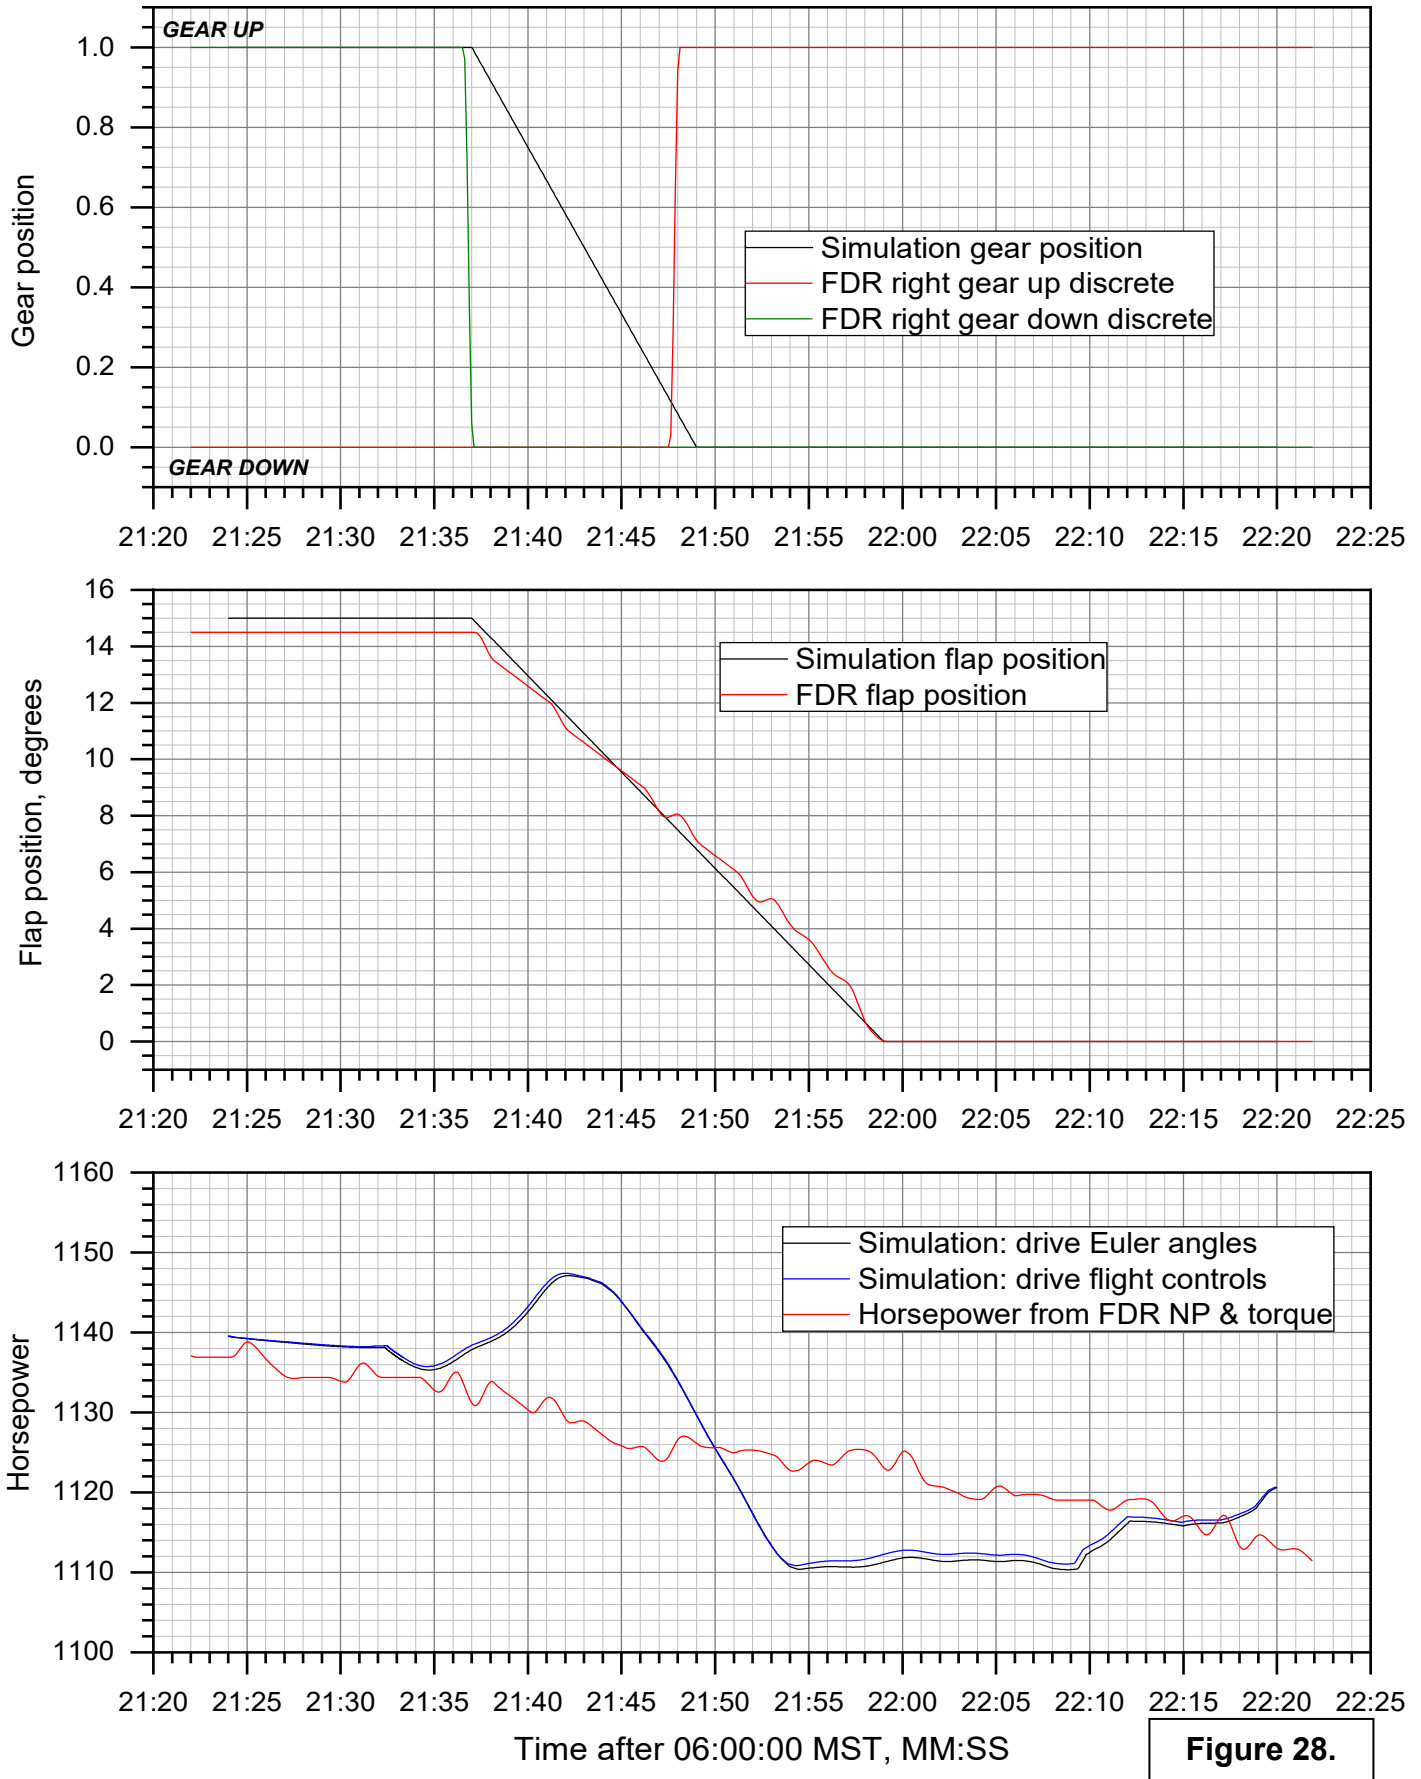 GEAR UP
1.0
0.8
0.6
0.4
0.2
0.0
Gear position
Simulation gear position
FDR right gear up discrete
FDR right gear down discrete
GEAR DOWN
21:20 21:25 21:30 21:35 21:40 21:45 21:50 21:55 22:00 22:05 22:10 22:15 22:20 22:25
16
14
12
10
8
6
4
2
0
Flap position, degrees
Simulation flap position
FDR flap position
21:20 21:25 21:30 21:35 21:40 21:45 21:50 21:55 22:00 22:05 22:10 22:15 22:20 22:25
1160
1150
1140
1130
1120
1110
1100
Horsepower
Simulation: drive Euler angles
Simulation: drive flight controls
Horsepower from FDR NP & torque
21:20 21:25 21:30 21:35 21:40 21:45 21:50 21:55 22:00 22:05 22:10 22:15 22:20 22:25
Time after 06:00:00 MST, MM:SS
Figure 28.